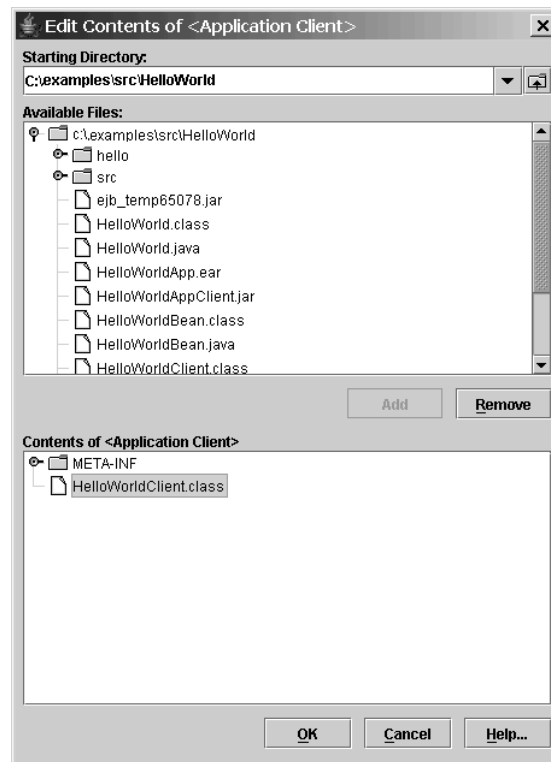 Edit Contents of <Application Client>
Starting Directory:
C:\examples\src\HelloWorld
Available Files:
c:\.examples\src\HelloWorld
hello
src
ejb_temp65078.jar
HelloWorld.class
HelloWorld.java
HelloWorldApp.ear
HelloWorldAppClient.jar
HelloWorldBean.class
HelloWorldBean.java
HelloWorldClient.class
Add Remove
Contents of <Application Client>
META-INF
HelloWorldClient.class
OK Cancel Help...